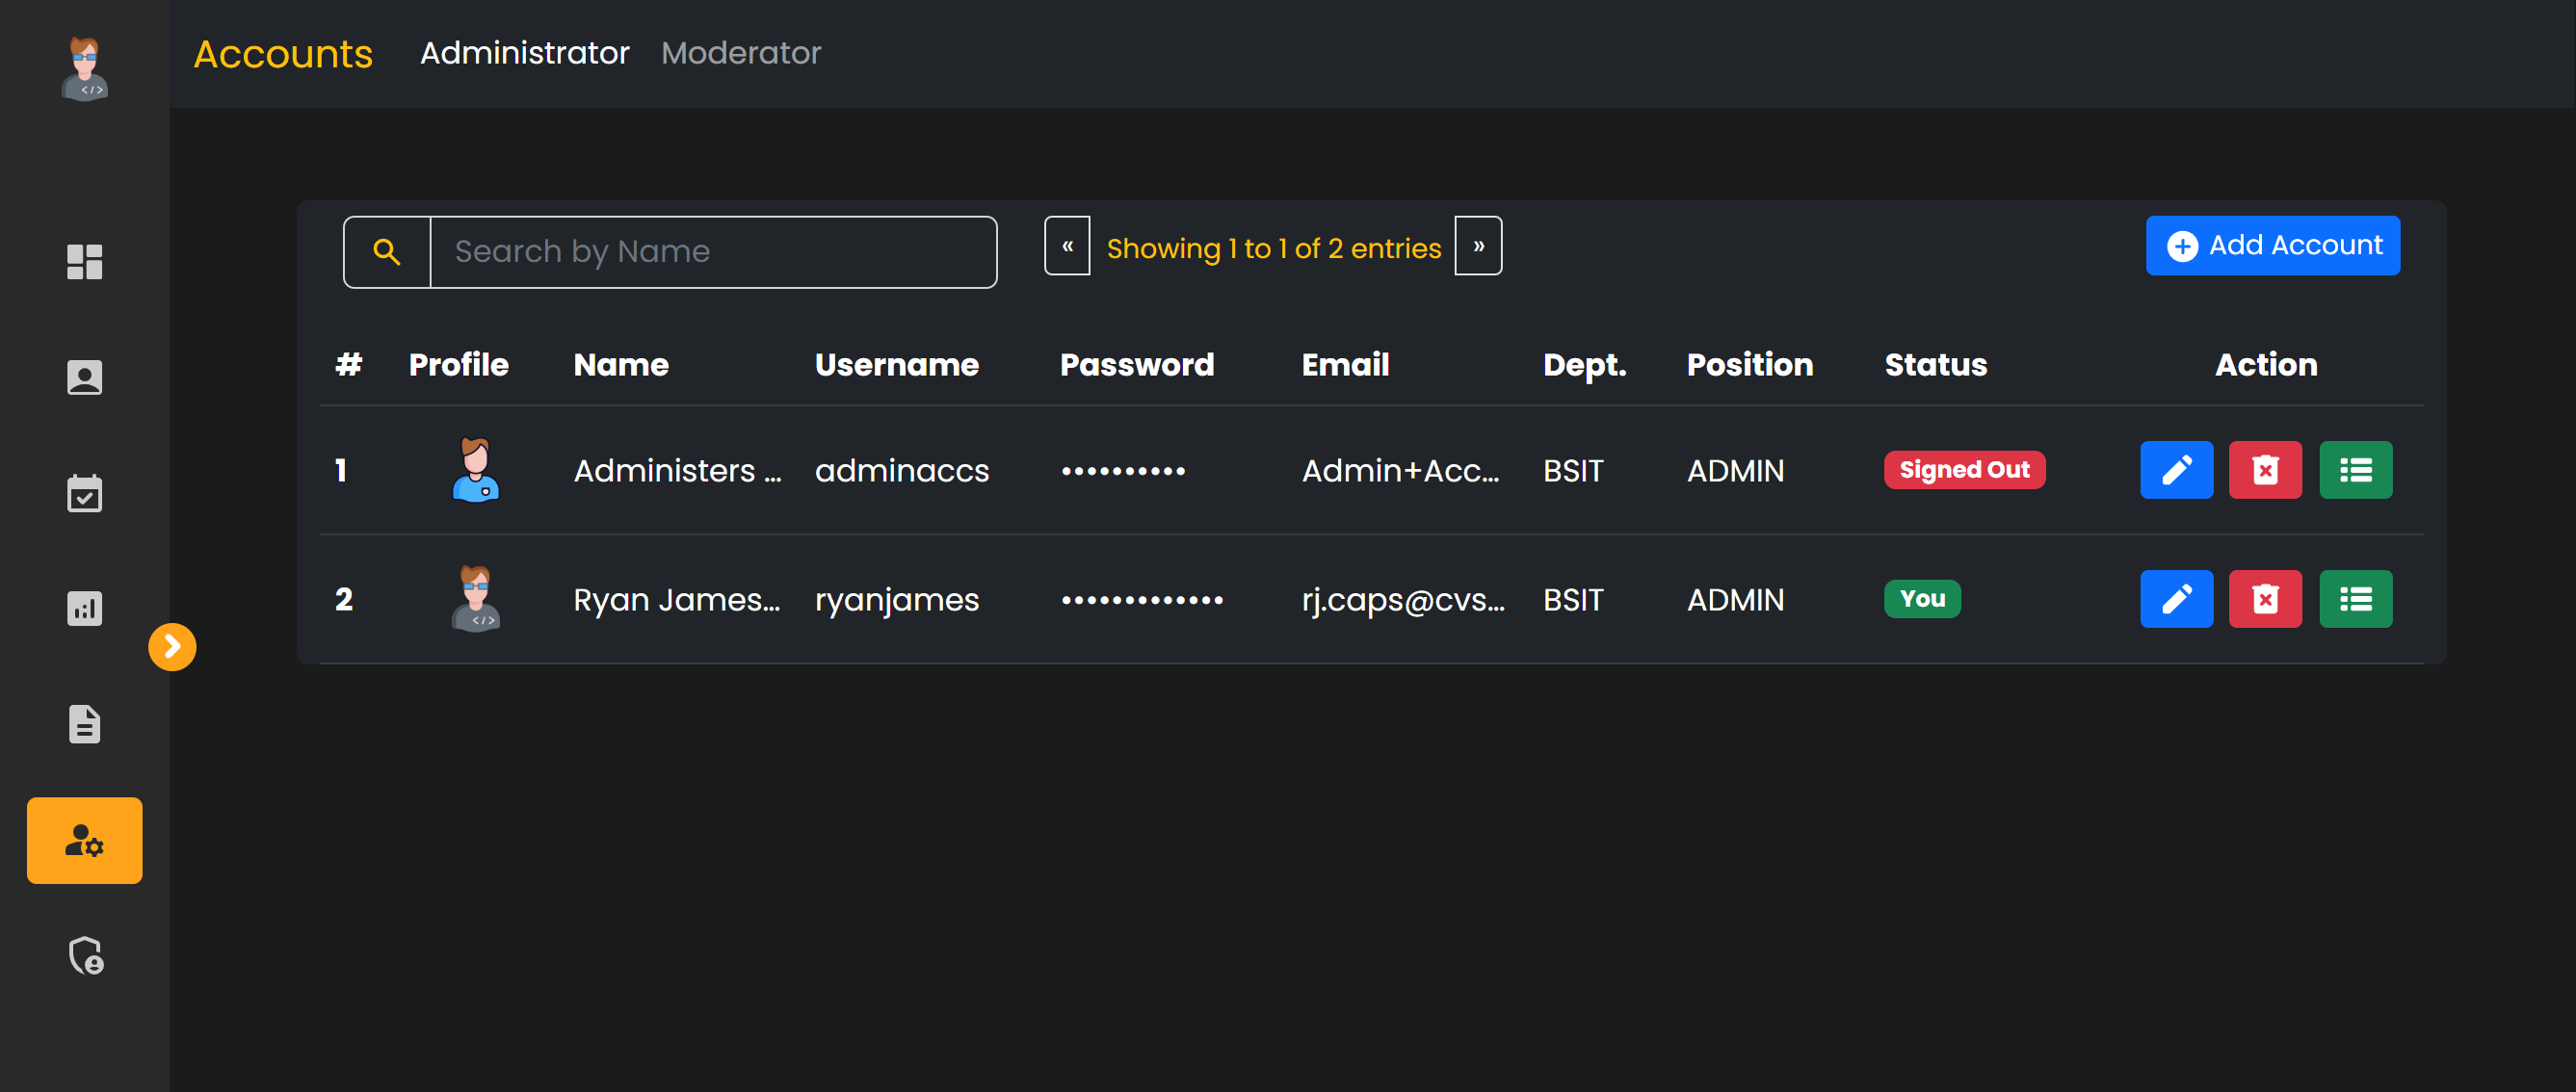 Accounts Administrator Moderator
Search by Name « Showing 1 to 1 of 2 entries » Add Account
# Profile Name Username Password Email Dept. Position Status Action
1 Administers ... adminaccs •••••••••• Admin+Acc... BSIT ADMIN Signed Out
2 Ryan James... ryanjames ••••••••••••• rj.caps@cvs... BSIT ADMIN You